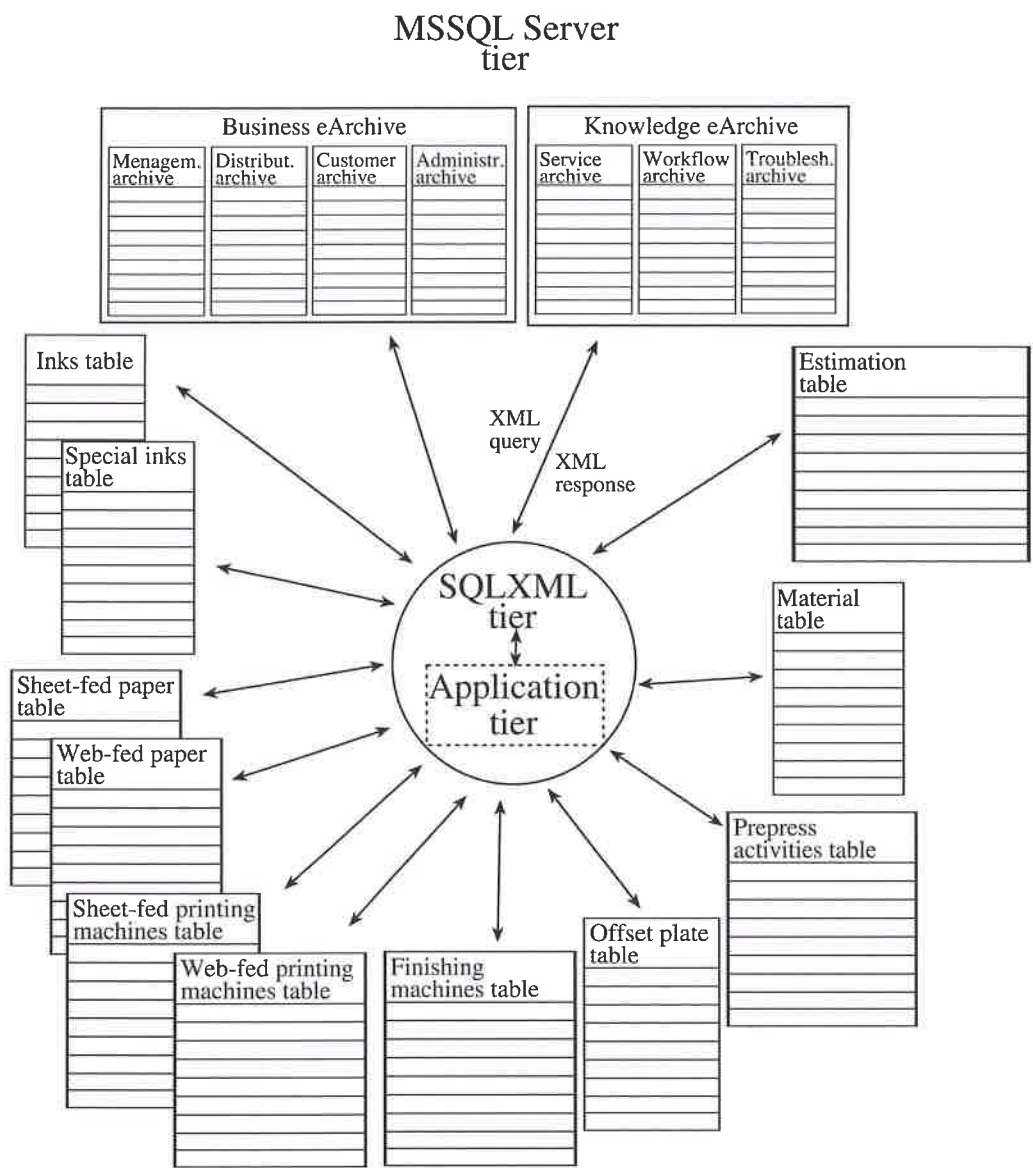 MSSQL Server
tier
Business eArchive
Menagem.
archive
Distribut.
archive
Customer
archive
Administr.
archive
Knowledge eArchive
Service
archive
Workflow
archive
Troublesh.
archive
Inks table
Special inks
table
XML
query
XML
response
Estimation
table
SQLXML
tier
Application
tier
Material
table
Sheet-fed paper
table
Web-fed paper
table
Prepress
activities table
Sheet-fed printing
machines table
Web-fed printing
machines table
Finishing
machines table
Offset plate
table